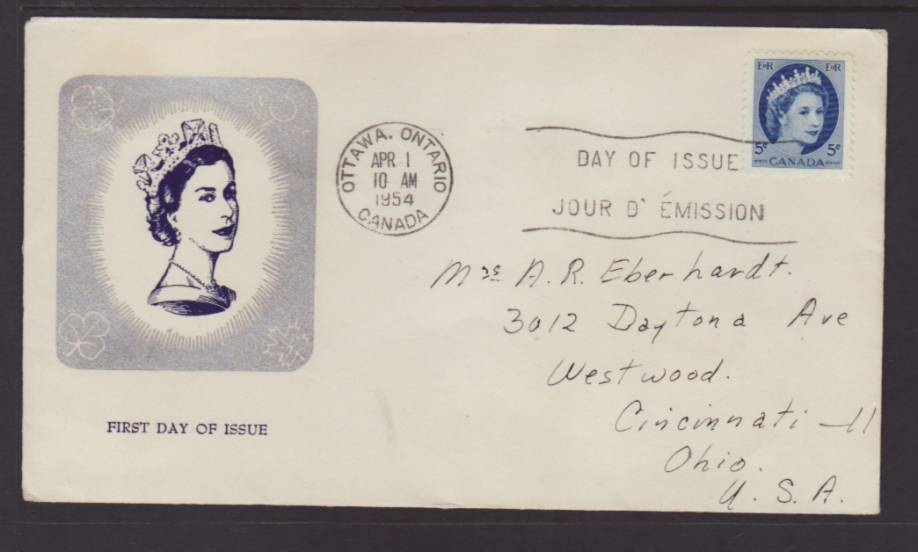 FIRST DAY OF ISSUE
OTTAWA, ONTARIO
APR 1
10 AM
1954
CANADA
DAY OF ISSUE
JOUR D' ÉMISSION
E R E R
5¢ 5¢
CANADA
Mrs A. R. Eberhardt.
3012 Daytona Ave
Westwood.
Cincinnati -11
Ohio.
U. S. A.